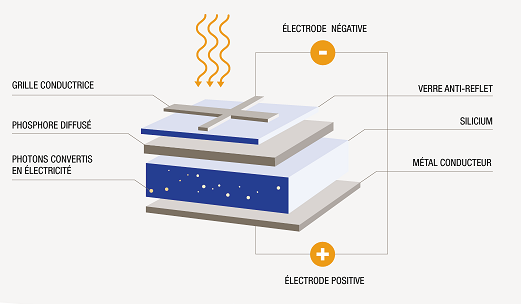 ÉLECTRODE NÉGATIVE
-
GRILLE CONDUCTRICE
VERRE ANTI-REFLET
PHOSPHORE DIFFUSÉ
SILICIUM
PHOTONS CONVERTIS
EN ÉLECTRICITÉ
MÉTAL CONDUCTEUR
+
ÉLECTRODE POSITIVE